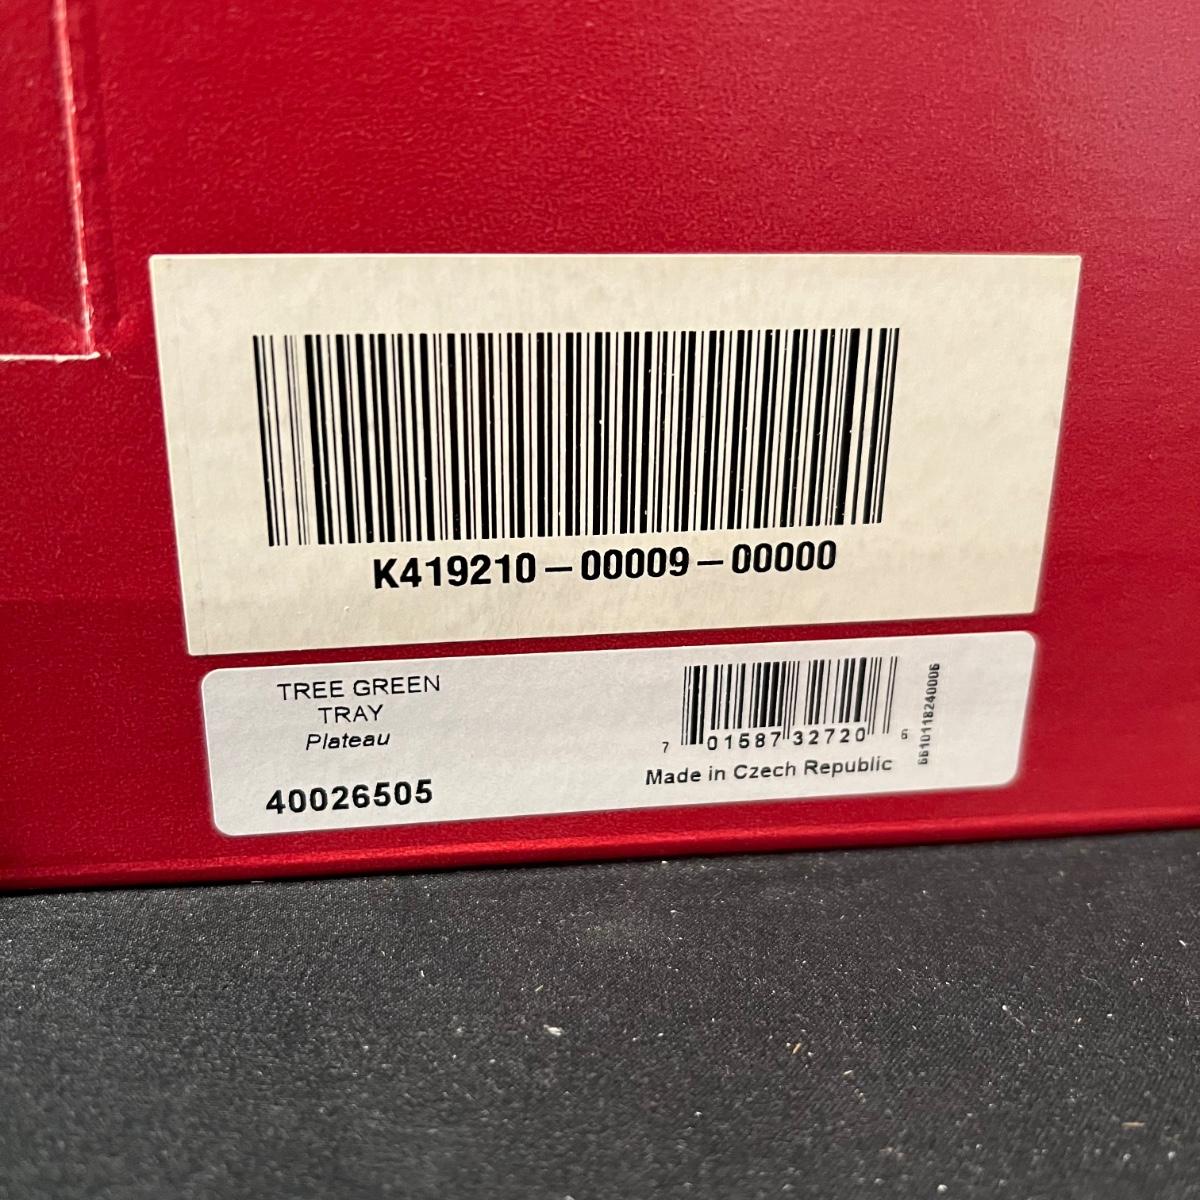 K419210-00009-00000
TREE GREEN
TRAY
Plateau
40026505
7 01587 32720 6
Made in Czech Republic
6610118240006